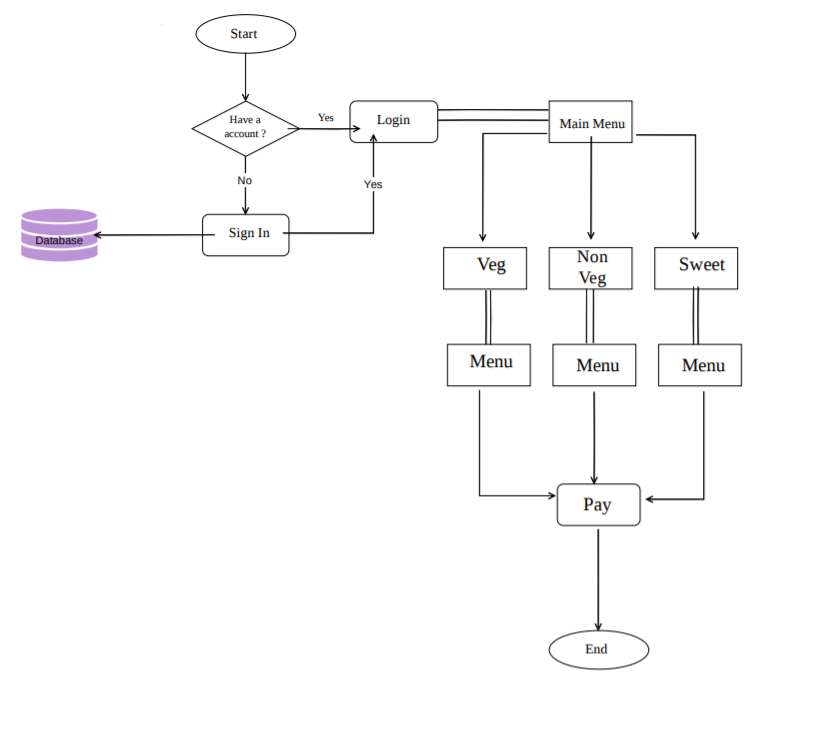 Start
Have a
account ?
Yes
Login
Main Menu
No
Yes
Sign In
Database
Veg
Non
Veg
Sweet
Menu
Menu
Menu
Pay
End